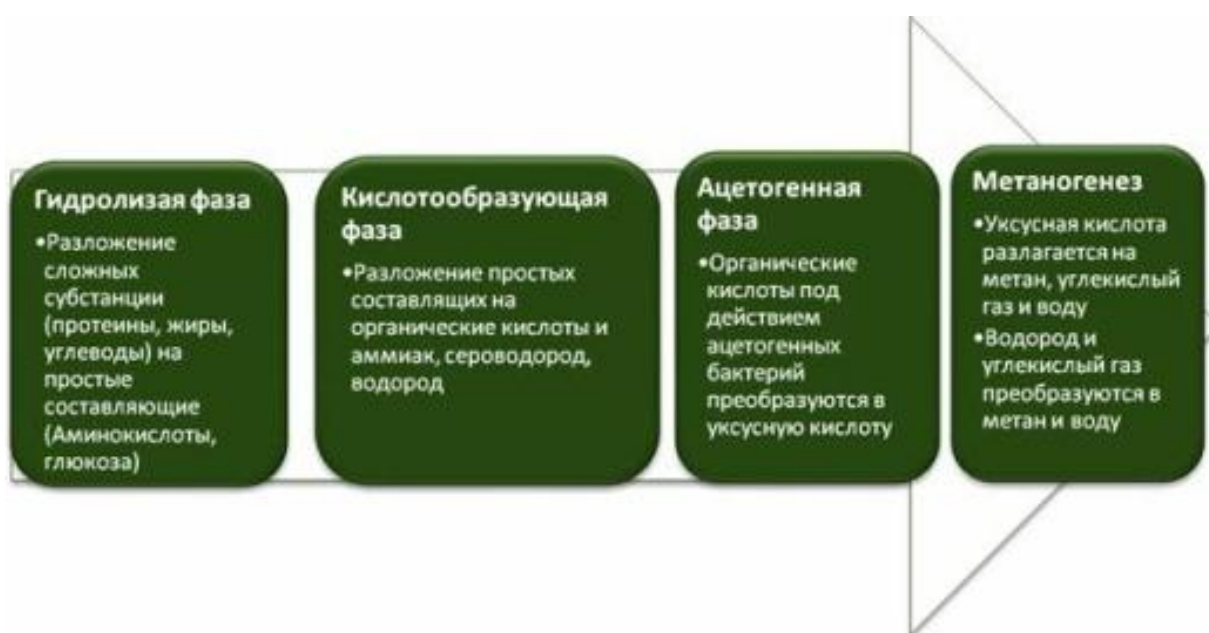 Гидролизая фаза
•Разложение
сложных
субстанции
(протеины, жиры,
углеводы) на
простые
составляющие
(Аминокислоты,
глюкоза)
Кислотообразующая
фаза
•Разложение простых
составлящих на
органические кислоты и
аммиак, сероводород,
водород
Ацетогенная
фаза
•Органические
кислоты под
действием
ацетогенных
бактерий
преобразуются в
уксусную кислоту
Метаногенез
•Уксусная кислота
разлагается на
метан, углекислый
газ и воду
•Водород и
углекислый газ
преобразуются в
метан и воду